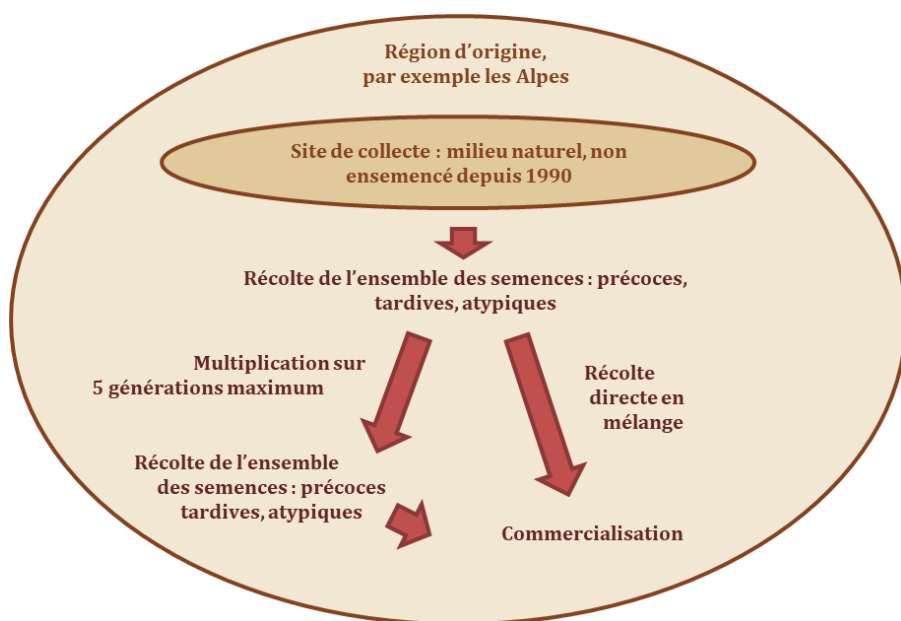 Région d’origine,
par exemple les Alpes
Site de collecte : milieu naturel, non
ensemencé depuis 1990
Récolte de l’ensemble des semences : précoces,
tardives, atypiques
Multiplication sur
5 générations maximum
Récolte
directe en
mélange
Récolte de l’ensemble
des semences : précoces
tardives, atypiques
Commercialisation